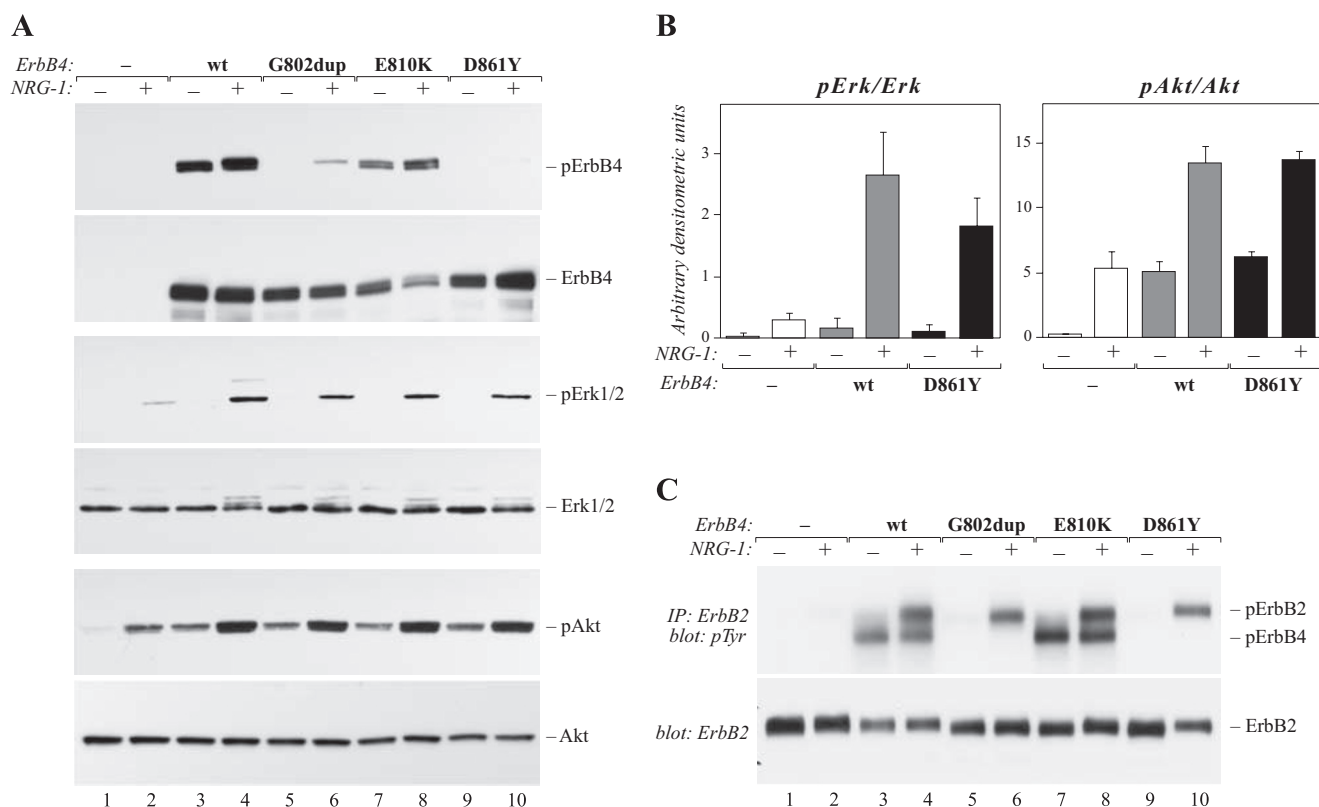 A
ErbB4: – wt G802dup E810K D861Y
NRG-1: – + – + – + – + – +
– pErbB4
– ErbB4
– pErk1/2
– Erk1/2
– pAkt
– Akt
1 2 3 4 5 6 7 8 9 10
B
pErk/Erk pAkt/Akt
Arbitrary densitometric units
3
2
1
0
15
10
5
0
NRG-1: – + – + – + – + – + – +
ErbB4: – wt D861Y – wt D861Y
C
ErbB4: – wt G802dup E810K D861Y
NRG-1: – + – + – + – + – +
IP: ErbB2
blot: pTyr
– pErbB2
– pErbB4
blot: ErbB2
– ErbB2
1 2 3 4 5 6 7 8 9 10